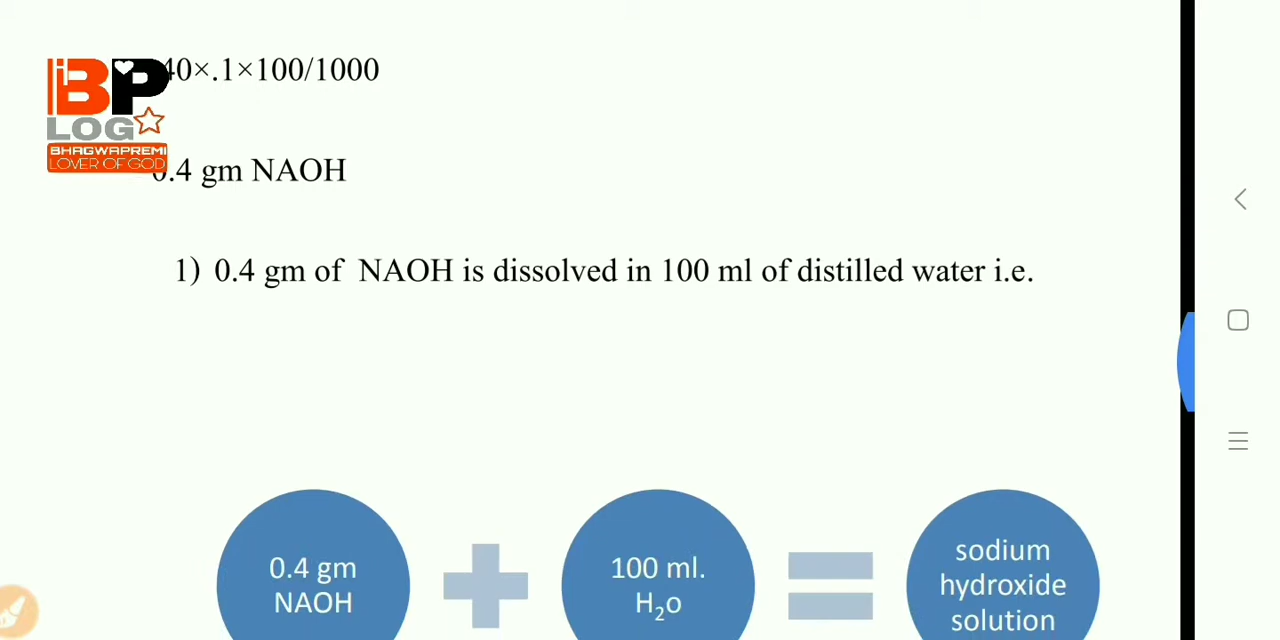 40×.1×100/1000
iBP
LOG
BHAGWAPREMI
LOVER OF GOD
0.4 gm NAOH
1) 0.4 gm of NAOH is dissolved in 100 ml of distilled water i.e.
0.4 gm
NAOH
100 ml.
H₂o
sodium
hydroxide
solution